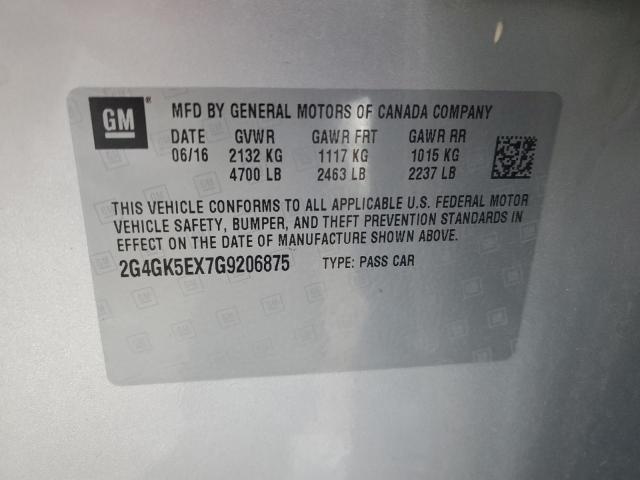 GM MFD BY GENERAL MOTORS OF CANADA COMPANY
DATE GVWR GAWR FRT GAWR RR
06/16 2132 KG 1117 KG 1015 KG
4700 LB 2463 LB 2237 LB
THIS VEHICLE CONFORMS TO ALL APPLICABLE U.S. FEDERAL MOTOR
VEHICLE SAFETY, BUMPER, AND THEFT PREVENTION STANDARDS IN
EFFECT ON THE DATE OF MANUFACTURE SHOWN ABOVE.
2G4GK5EX7G9206875 TYPE: PASS CAR